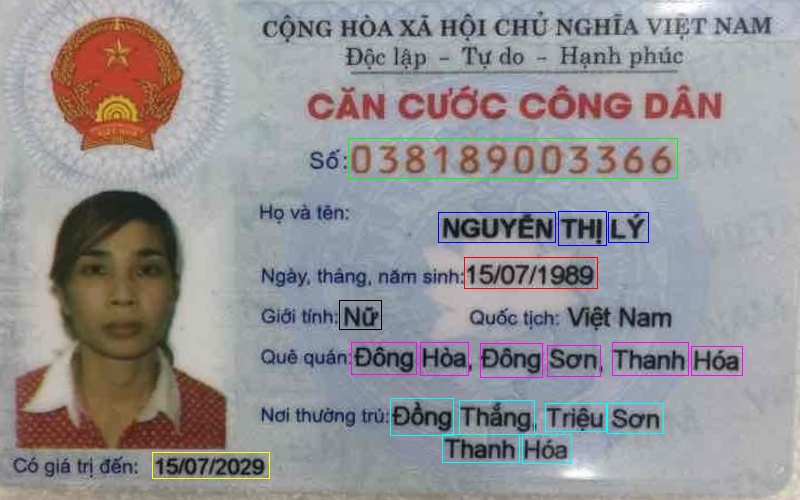 CỘNG HÒA XÃ HỘI CHỦ NGHĨA VIỆT NAM
Độc lập - Tự do - Hạnh phúc
CĂN CƯỚC CÔNG DÂN
Số: 038189003366
Họ và tên: NGUYỄN THỊ LÝ
Ngày, tháng, năm sinh: 15/07/1989
Giới tính: Nữ Quốc tịch: Việt Nam
Quê quán: Đông Hòa, Đông Sơn, Thanh Hóa
Nơi thường trú: Đồng Thắng, Triệu Sơn
Thanh Hóa
Có giá trị đến: 15/07/2029